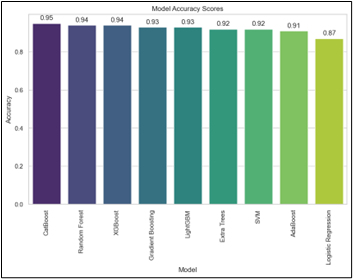 Model Accuracy Scores
0.95
0.94
0.94
0.93
0.93
0.92
0.92
0.91
0.87
Accuracy
0.8
0.6
0.4
0.2
0.0
CatBoost
Random Forest
XGBoost
Gradient Boosting
LightGBM
Extra Trees
SVM
AdaBoost
Logistic Regression
Model